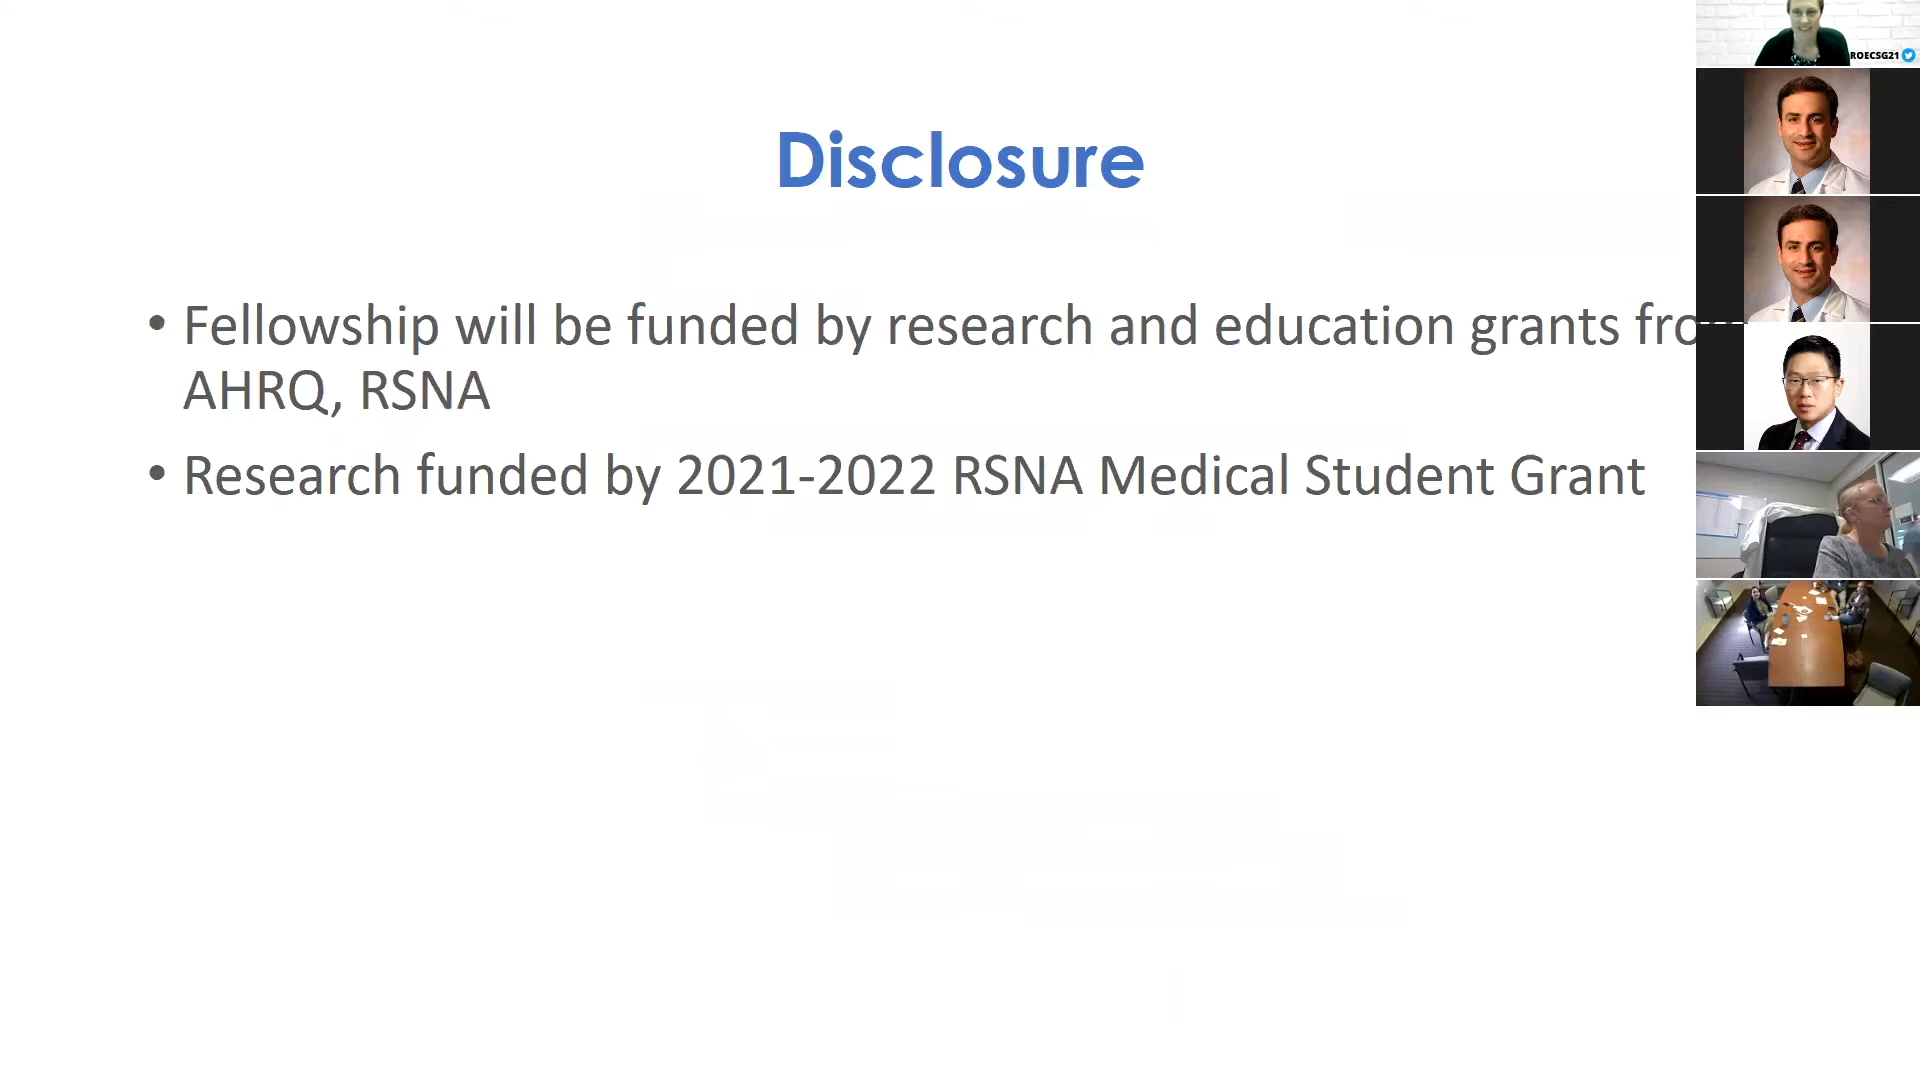 ROECSG21
Disclosure
• Fellowship will be funded by research and education grants from
AHRQ, RSNA
• Research funded by 2021-2022 RSNA Medical Student Grant